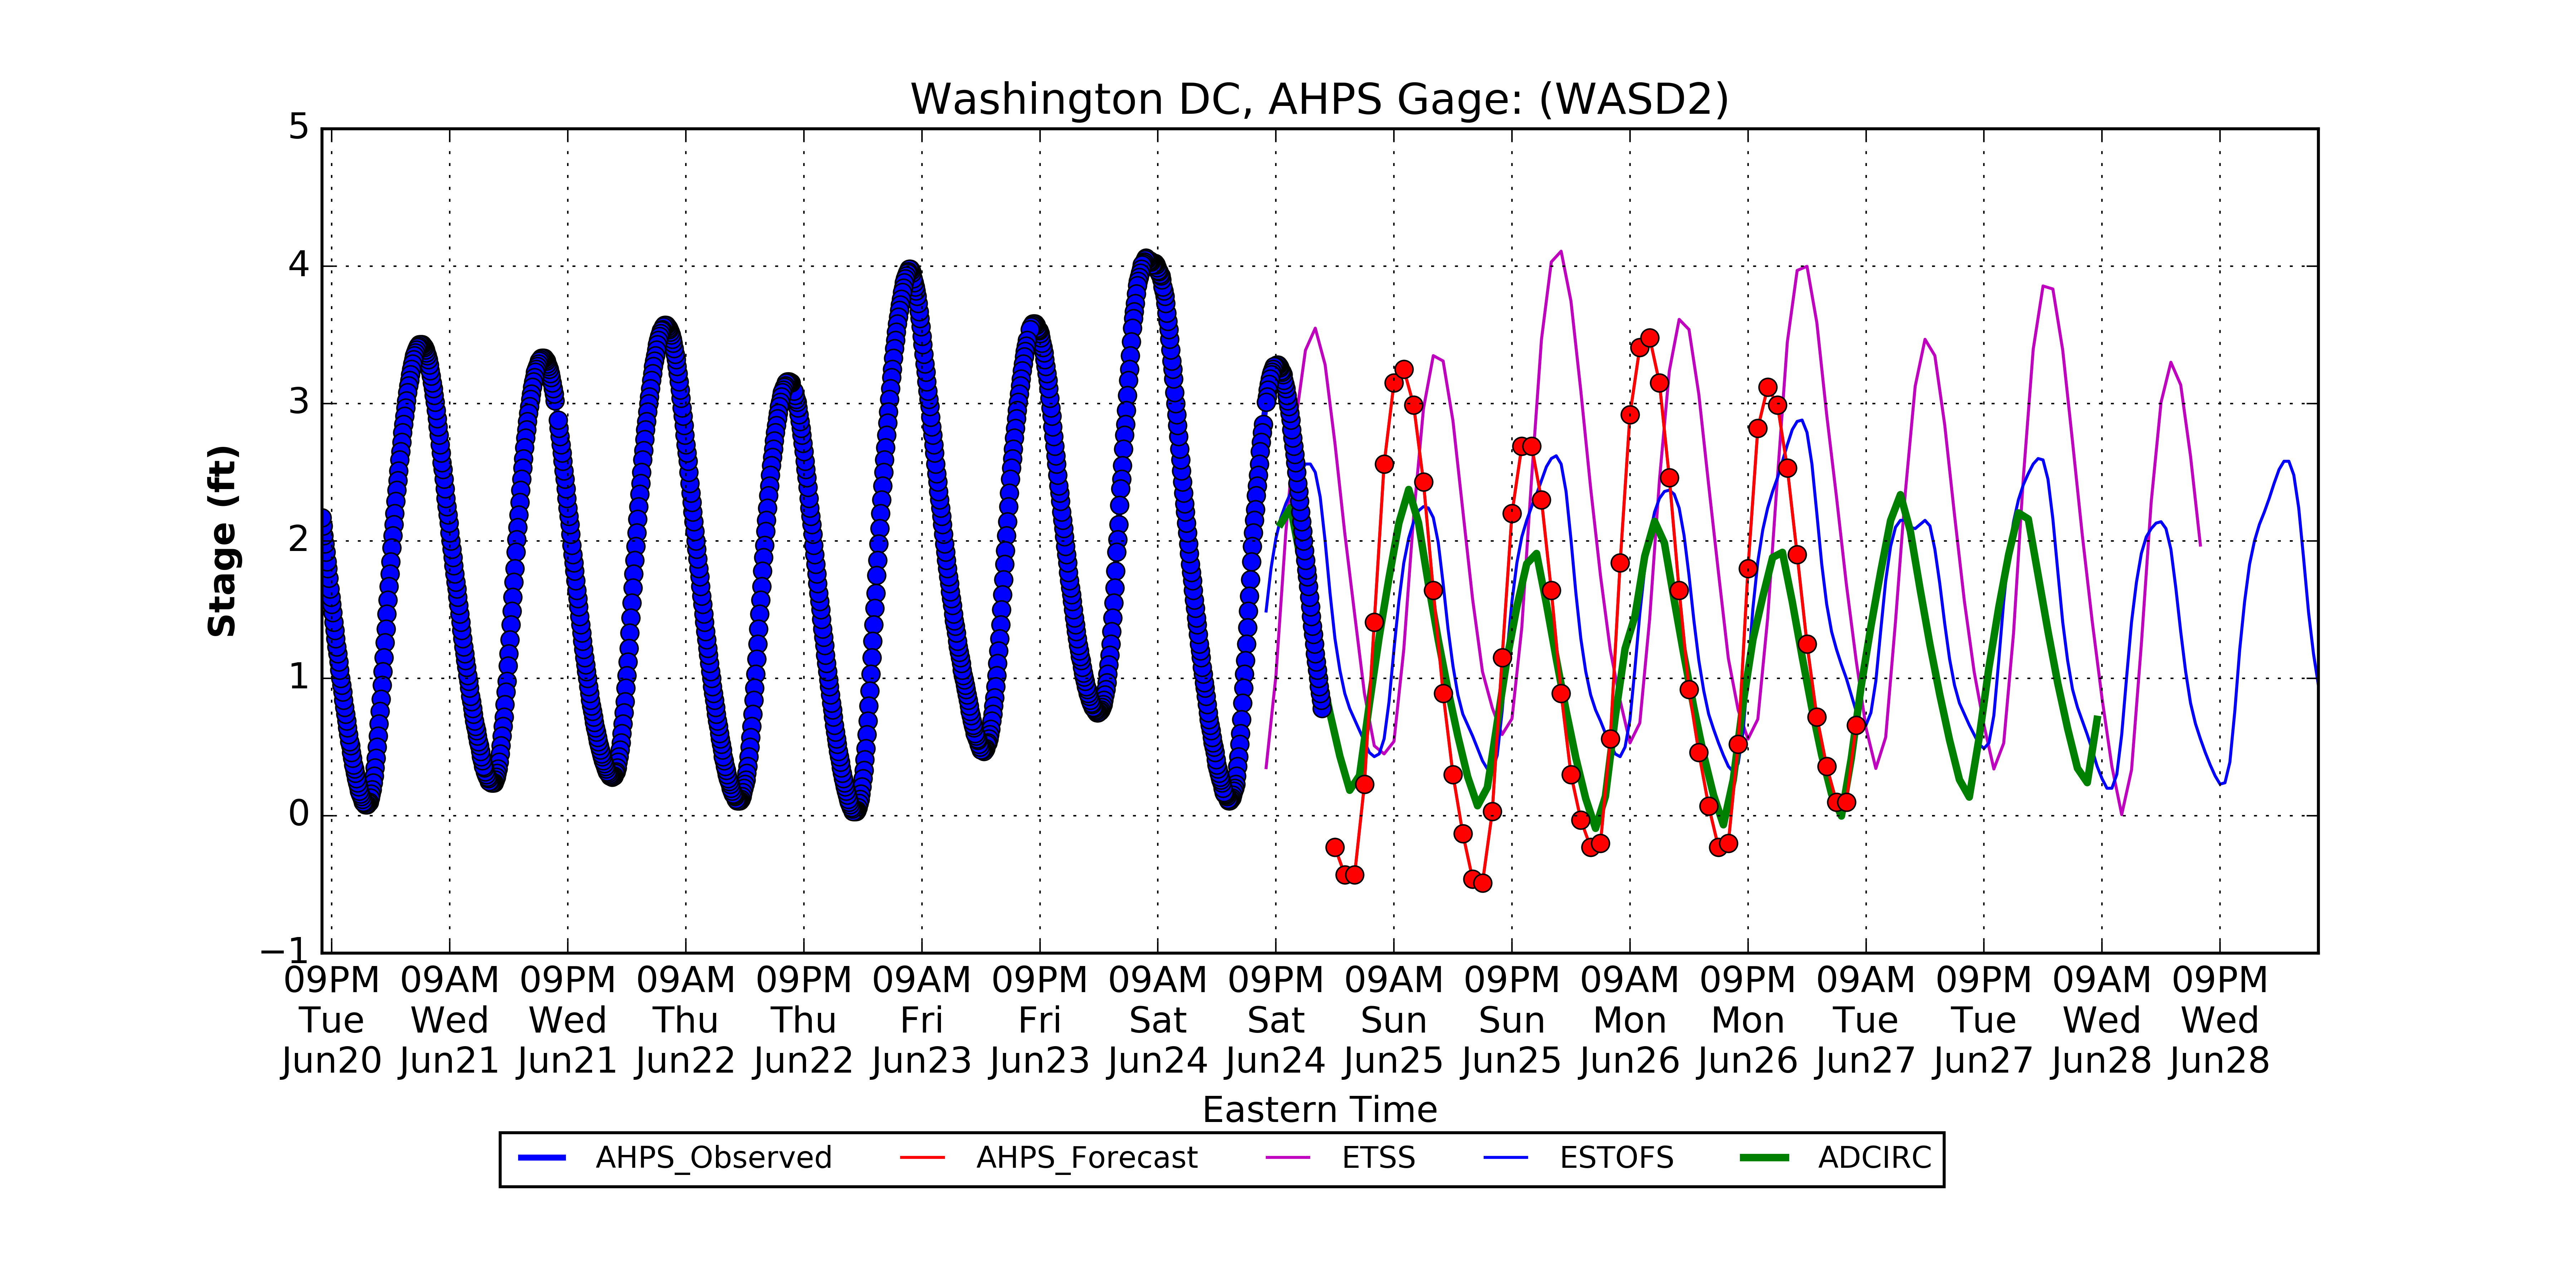 Washington DC, AHPS Gage: (WASD2)
5
4
3
2
1
0
−1
Stage (ft)
09PM 09AM 09PM 09AM 09PM 09AM 09PM 09AM 09PM 09AM 09PM 09AM 09PM 09AM 09PM 09AM 09PM
Tue Wed Wed Thu Thu Fri Fri Sat Sat Sun Sun Mon Mon Tue Tue Wed Wed
Jun20 Jun21 Jun21 Jun22 Jun22 Jun23 Jun23 Jun24 Jun24 Jun25 Jun25 Jun26 Jun26 Jun27 Jun27 Jun28 Jun28
Eastern Time
AHPS_Observed AHPS_Forecast ETSS ESTOFS ADCIRC